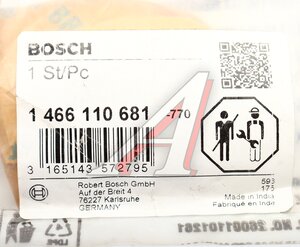 BOSCH
1 St/Pc
1 466 110 681 -770
3 165143 572795
Robert Bosch GmbH
Auf der Breit 4
76227 Karlsruhe
GERMANY
593
175
Made in India
Fabriqué en Inde